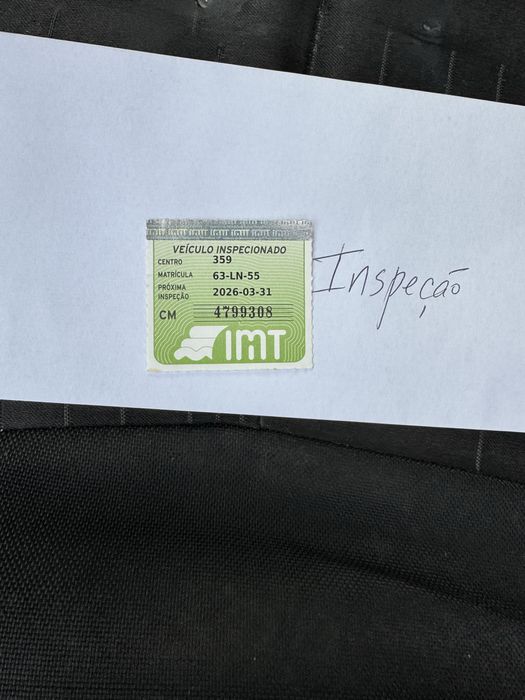 VEÍCULO INSPECIONADO
CENTRO 359
MATRÍCULA 63-LN-55
PRÓXIMA INSPEÇÃO 2026-03-31
CM 4799308
IMT
Inspeção